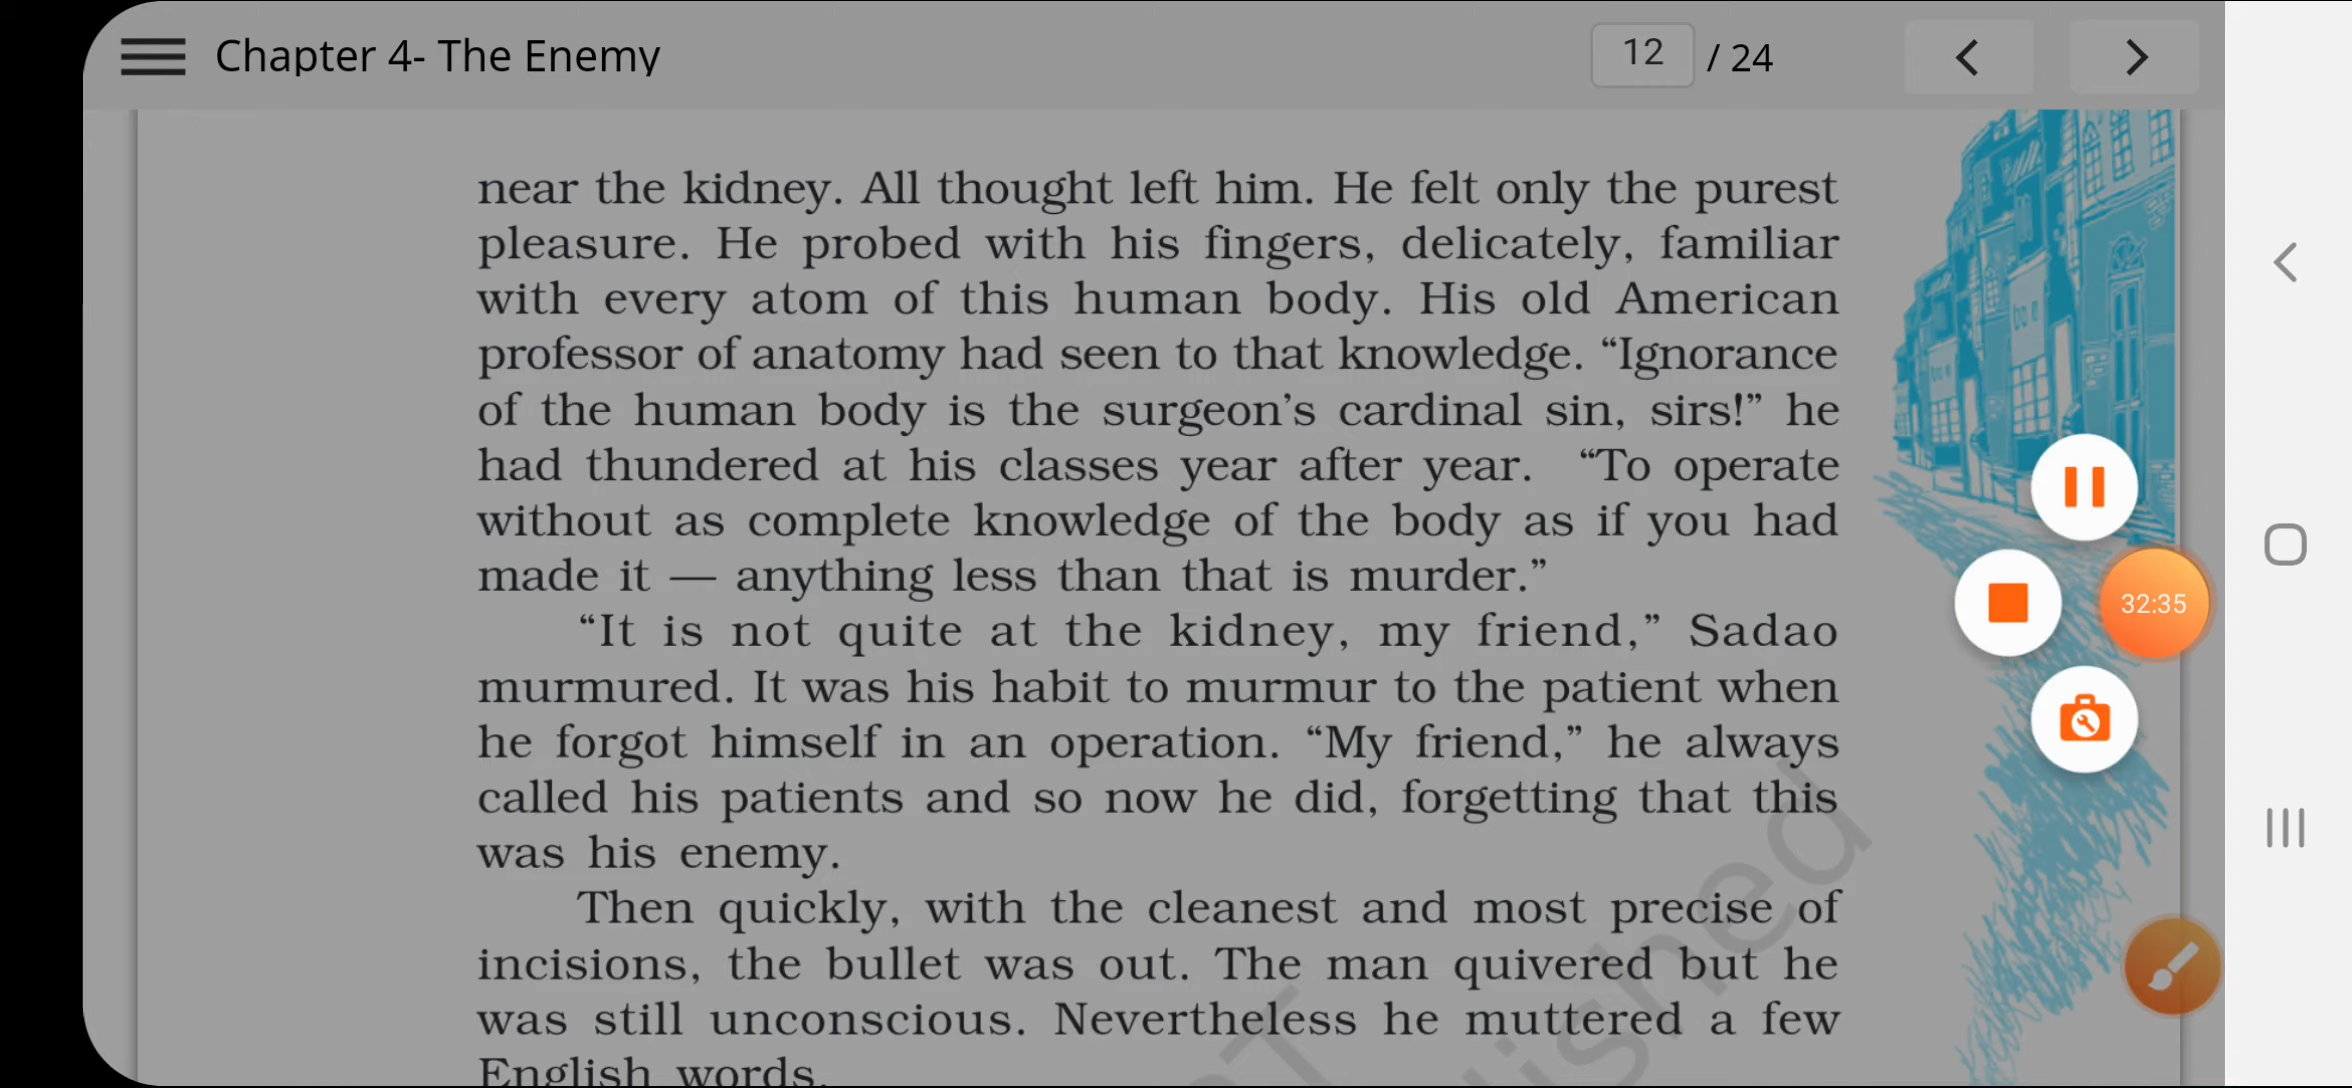 Chapter 4- The Enemy
12 / 24
near the kidney. All thought left him. He felt only the purest
pleasure. He probed with his fingers, delicately, familiar
with every atom of this human body. His old American
professor of anatomy had seen to that knowledge. “Ignorance
of the human body is the surgeon’s cardinal sin, sirs!” he
had thundered at his classes year after year. “To operate
without as complete knowledge of the body as if you had
made it — anything less than that is murder.”
“It is not quite at the kidney, my friend,” Sadao
murmured. It was his habit to murmur to the patient when
he forgot himself in an operation. “My friend,” he always
called his patients and so now he did, forgetting that this
was his enemy.
Then quickly, with the cleanest and most precise of
incisions, the bullet was out. The man quivered but he
was still unconscious. Nevertheless he muttered a few
English words.
32:35